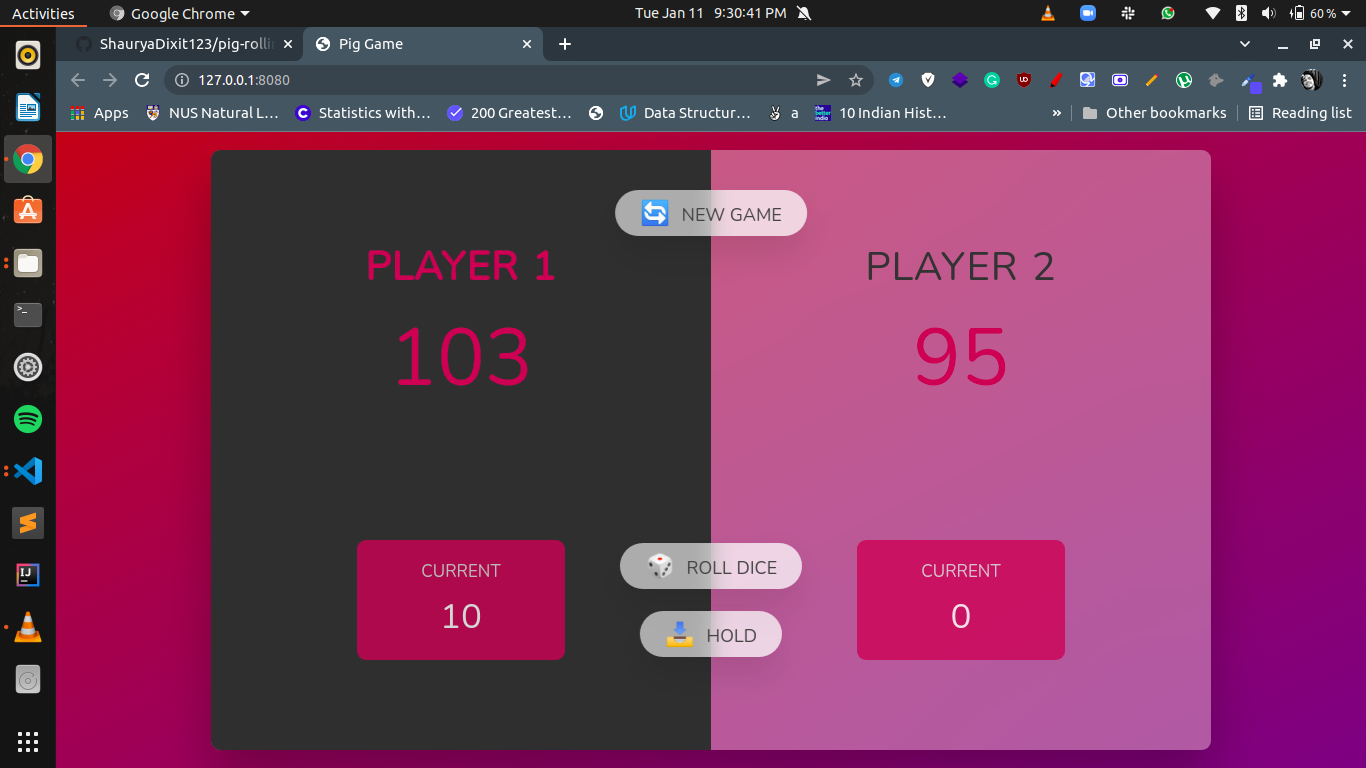 Activities Google Chrome Tue Jan 11 9:30:41 PM 60 %
ShauryaDixit123/pig-rollin Pig Game
127.0.0.1:8080
Apps NUS Natural L... Statistics with... 200 Greatest... Data Structur... a 10 Indian Hist... » Other bookmarks Reading list
NEW GAME
PLAYER 1 PLAYER 2
103 95
CURRENT ROLL DICE CURRENT
10 0
HOLD